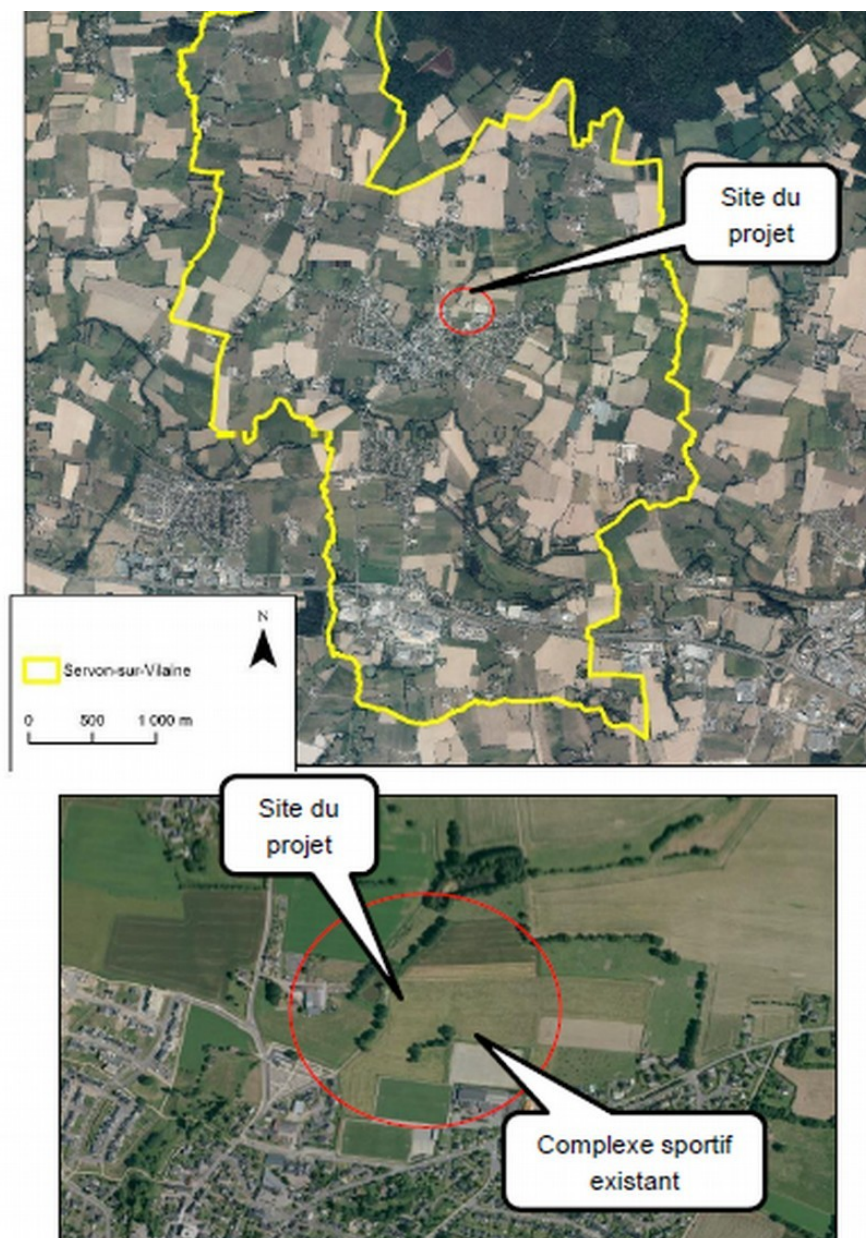 Site du
projet
N
Servon-sur-Vilaine
0 500 1 000 m
Site du
projet
Complexe sportif
existant